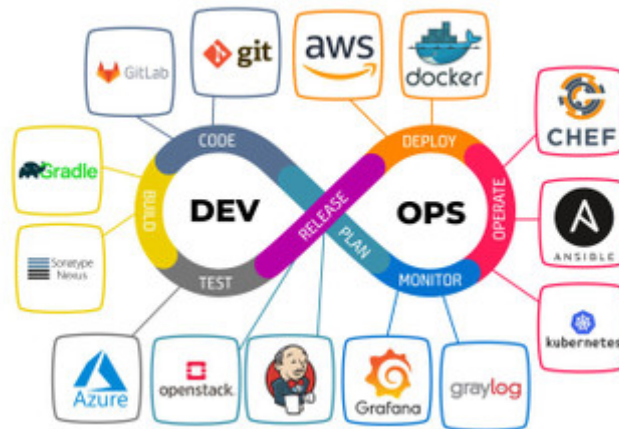 GitLab
git
aws
docker
CHEF
Gradle
CODE
DEPLOY
BUILD
DEV
RELEASE
PLAN
OPS
OPERATE
ANSIBLE
Sonatype
Nexus
TEST
MONITOR
kubernetes
Azure
openstack.
Grafana
graylog